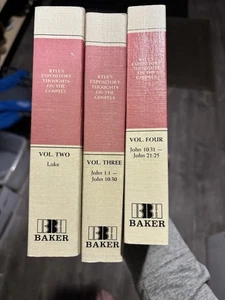 RYLE'S
EXPOSITORY
THOUGHTS
ON THE
GOSPELS
VOL. TWO
Luke
BAKER
RYLE'S
EXPOSITORY
THOUGHTS
ON THE
GOSPELS
VOL. THREE
John 1:1 –
John 10:30
BAKER
RYLE'S
EXPOSITORY
THOUGHTS
ON THE
GOSPELS
VOL. FOUR
John 10:31 –
John 21:25
BAKER